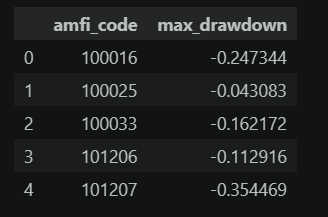 amfi_code max_drawdown
0 100016 -0.247344
1 100025 -0.043083
2 100033 -0.162172
3 101206 -0.112916
4 101207 -0.354469